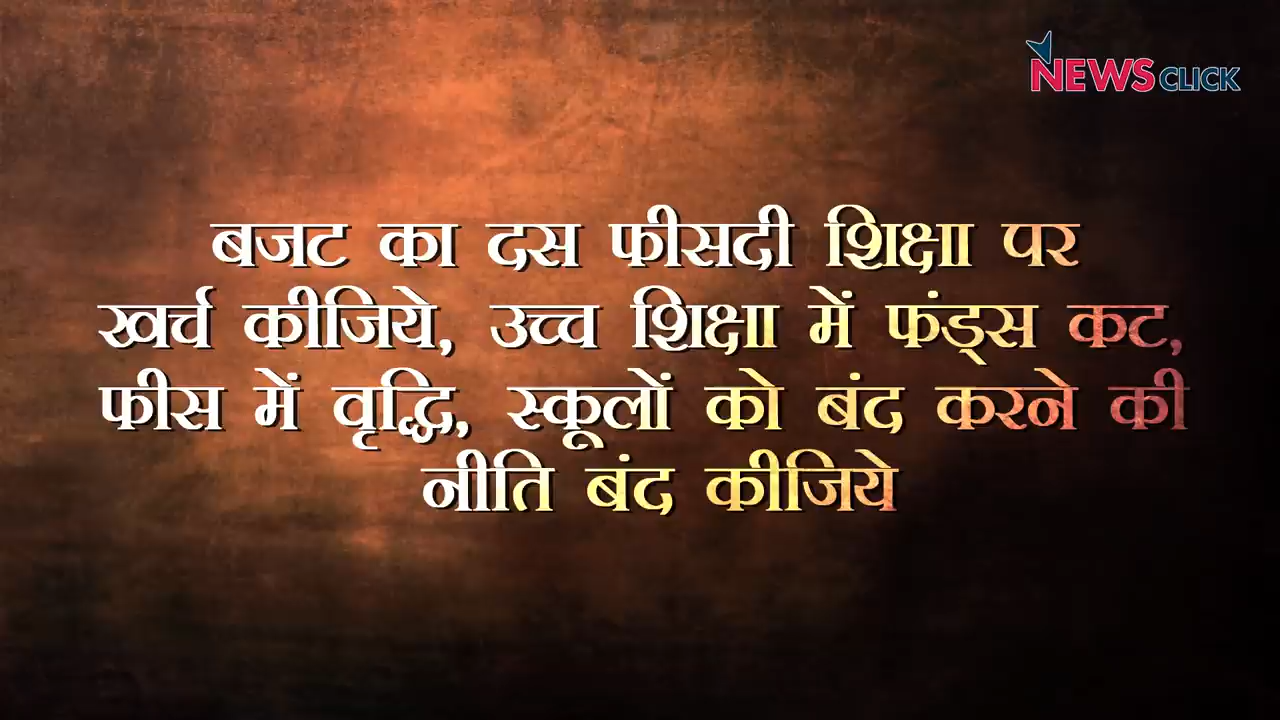 NEWSCLICK
बजट का दस फीसदी शिक्षा पर
खर्च कीजिये, उच्च शिक्षा में फंड्स कट,
फीस में वृद्धि, स्कूलों को बंद करने की
नीति बंद कीजिये